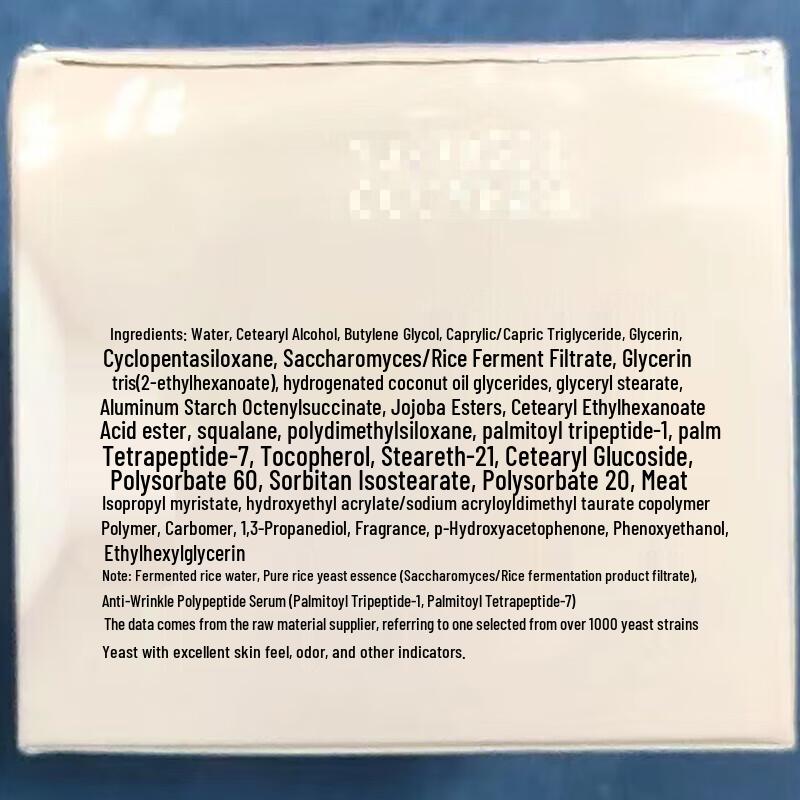 Ingredients: Water, Cetearyl Alcohol, Butylene Glycol, Caprylic/Capric Triglyceride, Glycerin,
Cyclopentasiloxane, Saccharomyces/Rice Ferment Filtrate, Glycerin
tris(2-ethylhexanoate), hydrogenated coconut oil glycerides, glyceryl stearate,
Aluminum Starch Octenylsuccinate, Jojoba Esters, Cetearyl Ethylhexanoate
Acid ester, squalane, polydimethylsiloxane, palmitoyl tripeptide-1, palm
Tetrapeptide-7, Tocopherol, Steareth-21, Cetearyl Glucoside,
Polysorbate 60, Sorbitan Isostearate, Polysorbate 20, Meat
Isopropyl myristate, hydroxyethyl acrylate/sodium acryloyldimethyl taurate copolymer
Polymer, Carbomer, 1,3-Propanediol, Fragrance, p-Hydroxyacetophenone, Phenoxyethanol,
Ethylhexylglycerin
Note: Fermented rice water, Pure rice yeast essence (Saccharomyces/Rice fermentation product filtrate),
Anti-Wrinkle Polypeptide Serum (Palmitoyl Tripeptide-1, Palmitoyl Tetrapeptide-7)
The data comes from the raw material supplier, referring to one selected from over 1000 yeast strains
Yeast with excellent skin feel, odor, and other indicators.